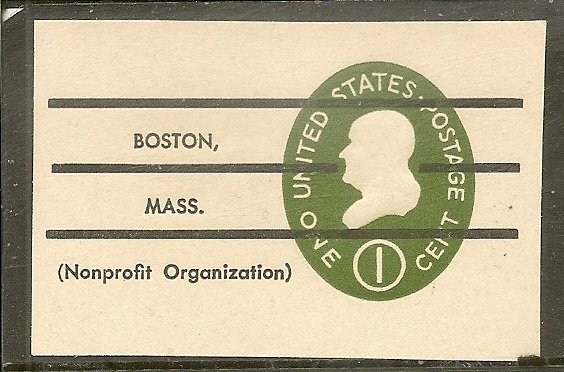 BOSTON,
MASS.
(Nonprofit Organization)
UNITED STATES POSTAGE
ONE CENT
1